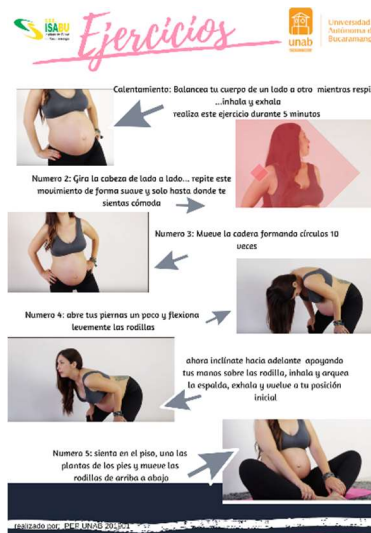 ESE
ISABU
Ejercicios
unab
Universidad
Autónoma de
Bucaramanga
Calentamiento: Balancea tu cuerpo de un lado a otro mientras respi
...inhala y exhala
realiza este ejercicio durante 5 minutos
Numero 2: Gira la cabeza de lado a lado... repite este
movimiento de forma suave y solo hasta donde te
sientas cómoda
Numero 3: Mueve la cadera formando círculos 10
veces
Numero 4: abre tus piernas un poco y flexiona
levemente las rodillas
ahora inclínate hacia adelante apoyando
tus manos sobre las rodilla, inhala y arquea
la espalda, exhala y vuelve a tu posición
inicial
Numero 5: sienta en el piso, una las
plantas de los pies y mueve las
rodillas de arriba a abajo
realizado por: PEP UNAB 201901